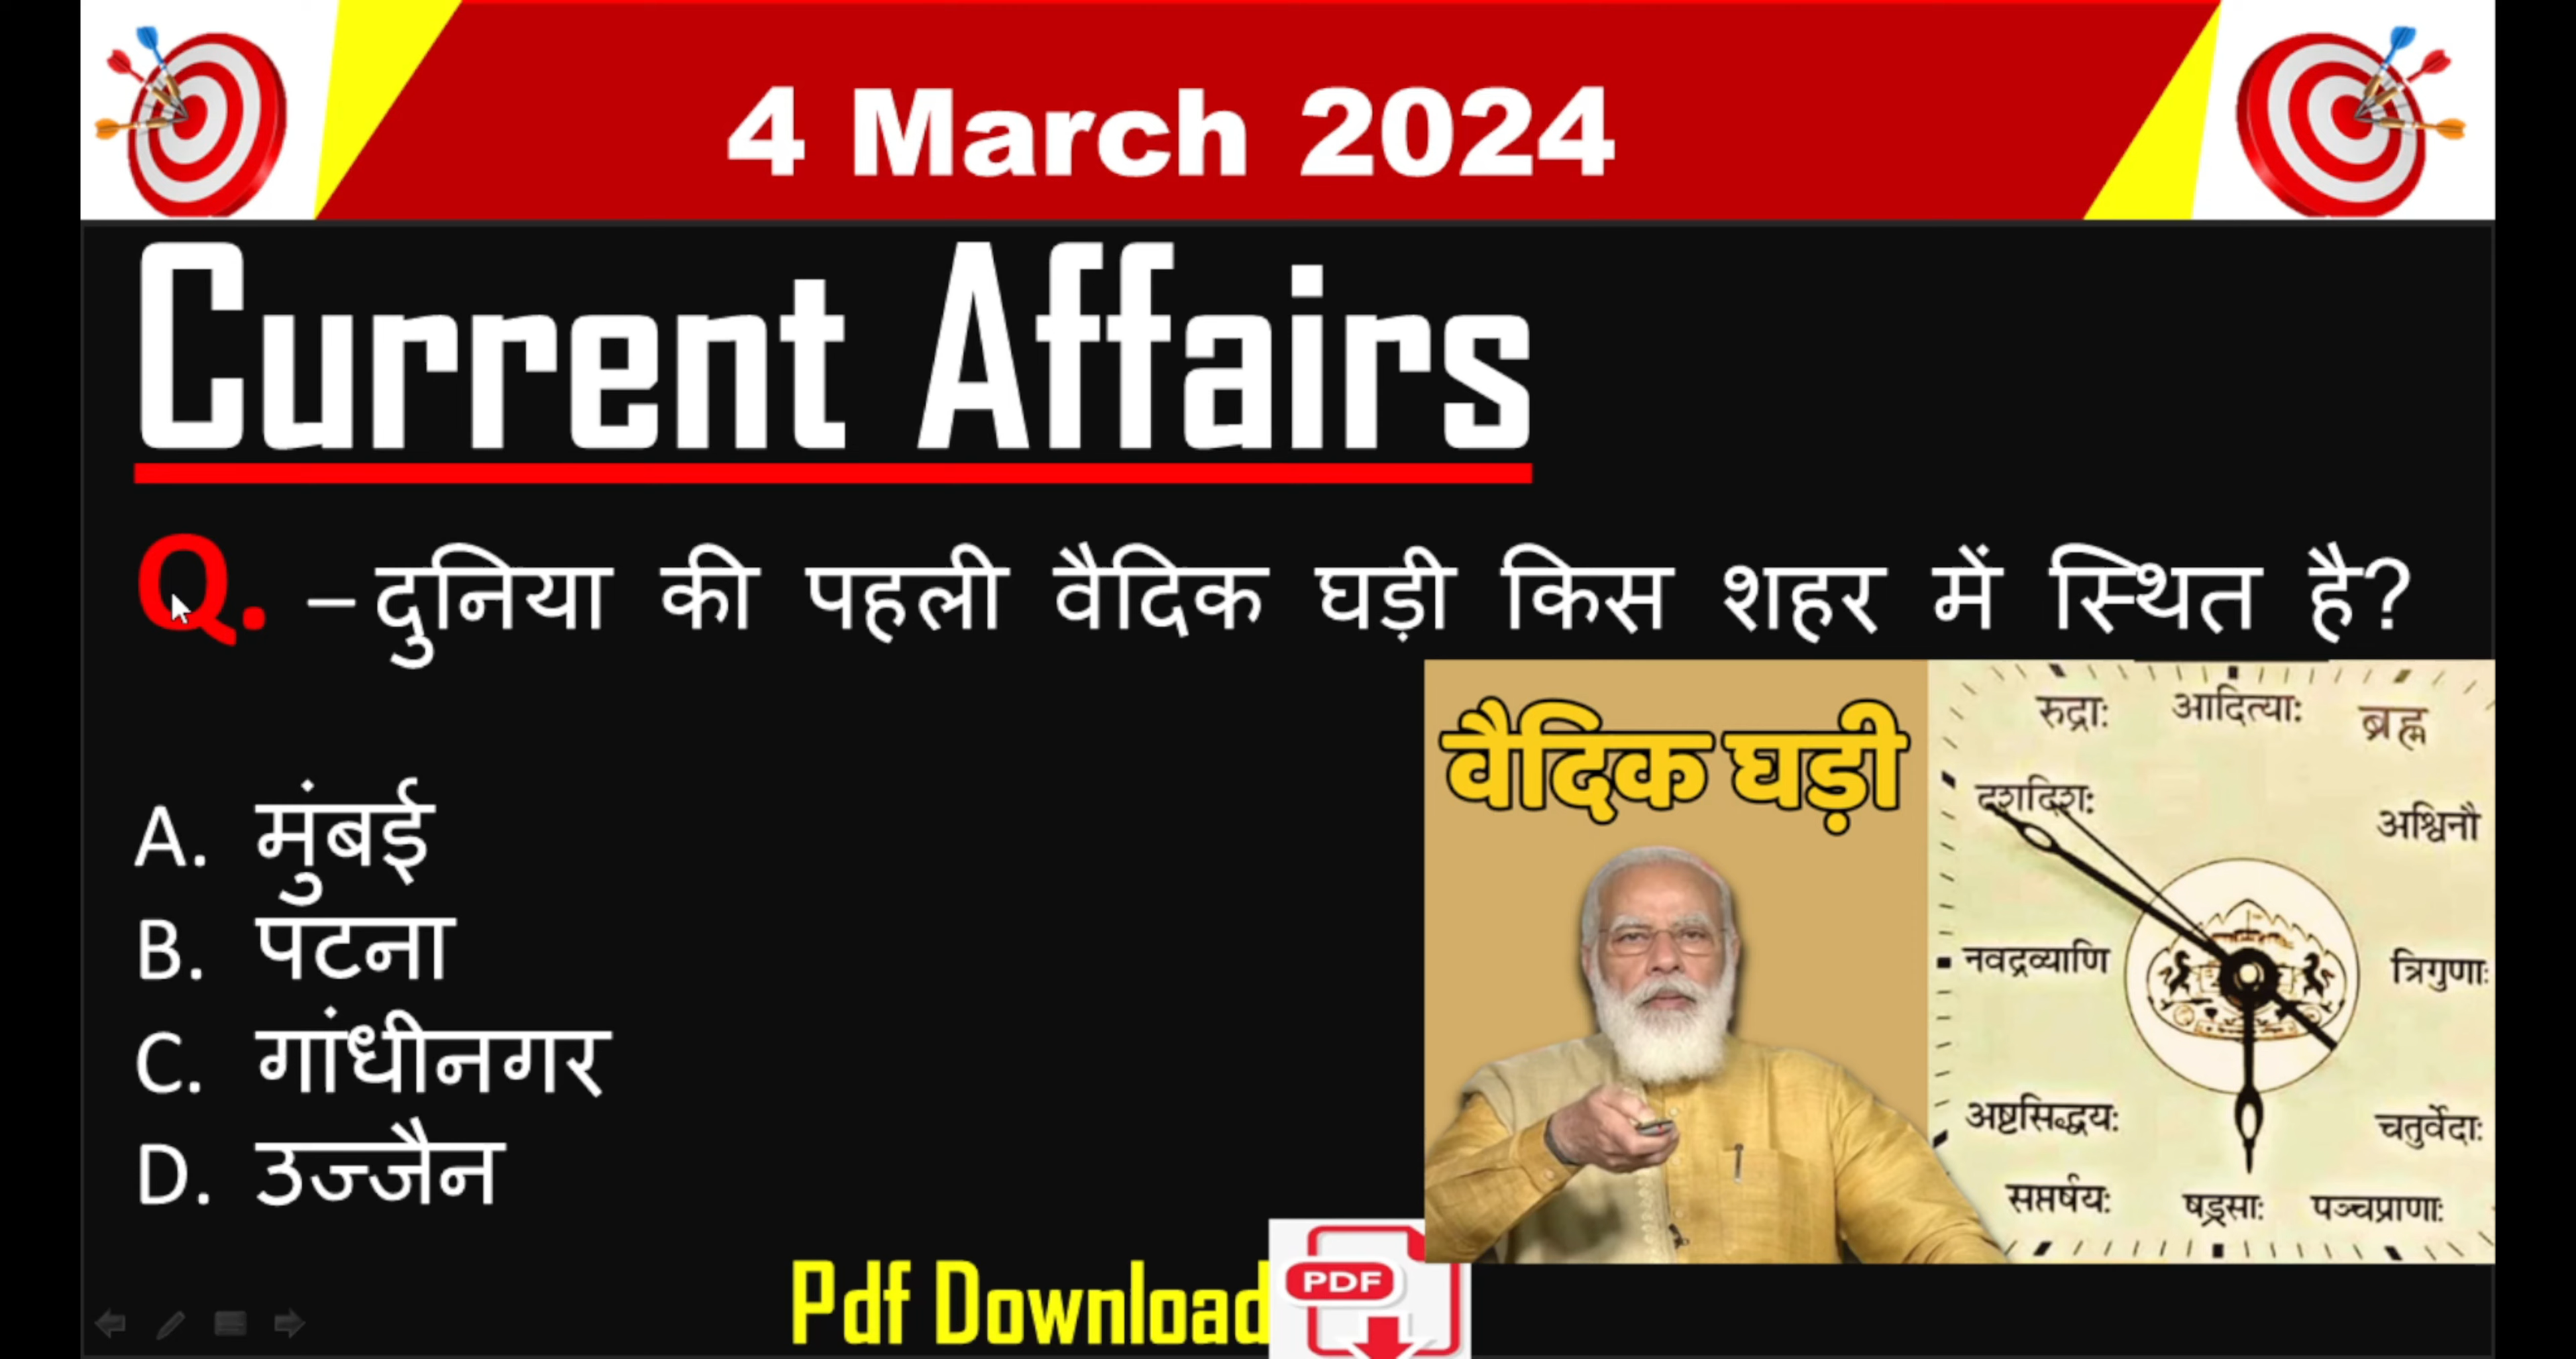 4 March 2024
Current Affairs
Q. – दुनिया की पहली वैदिक घड़ी किस शहर में स्थित है?
A. मुंबई
B. पटना
C. गांधीनगर
D. उज्जैन
वैदिक घड़ी
रुद्राः आदित्याः ब्रह्म
दशदिशः अश्विनौ
नवद्रव्याणि त्रिगुणाः
अष्टसिद्धयः चतुर्वेदाः
सप्तर्षयः षड्रसाः पञ्चप्राणाः
Pdf Download
PDF